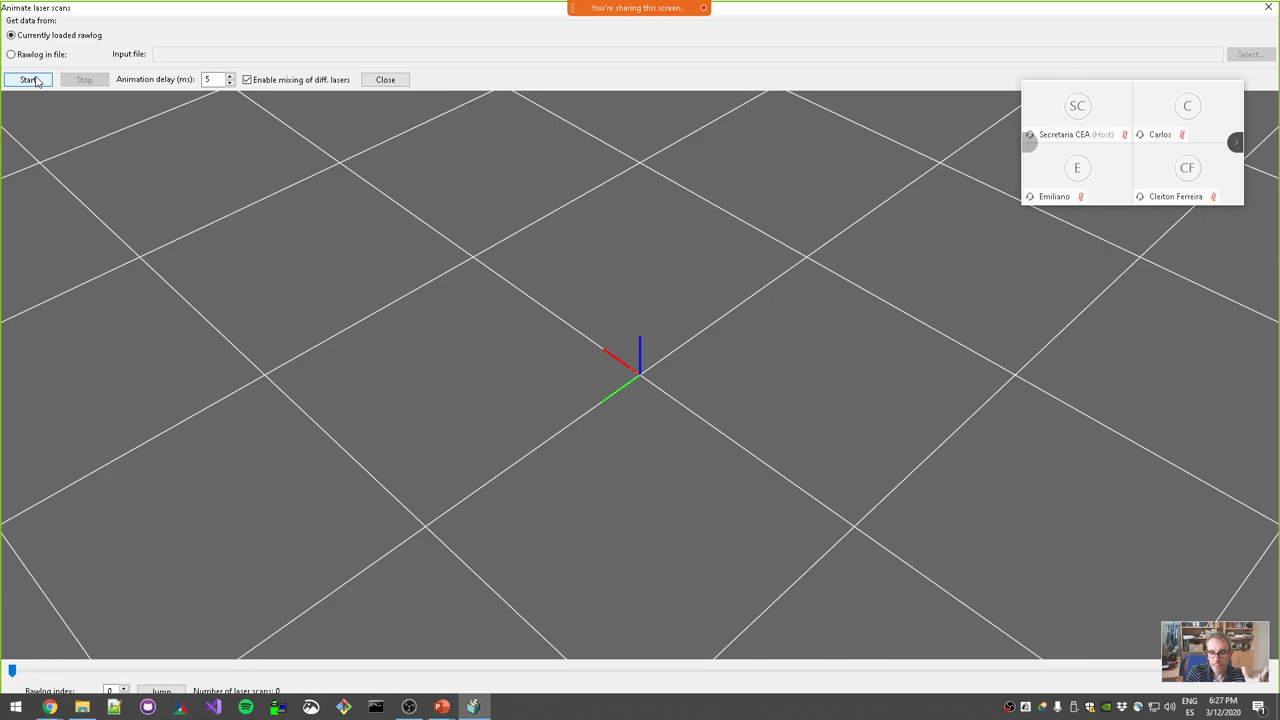 You're sharing this screen.
Animate laser scans
Get data from:
Currently loaded rawlog
Rawlog in file:
Input file:
Select...
Start
Stop
Animation delay (ms):
5
Enable mixing of diff. lasers
Close
SC
C
Secretaria CEA (Host)
Carlos
E
CF
Emiliano
Cleiton Ferreira
Rawlog index:
0
Jump
Number of laser scans: 0
ENG
ES
6:27 PM
3/12/2020
1